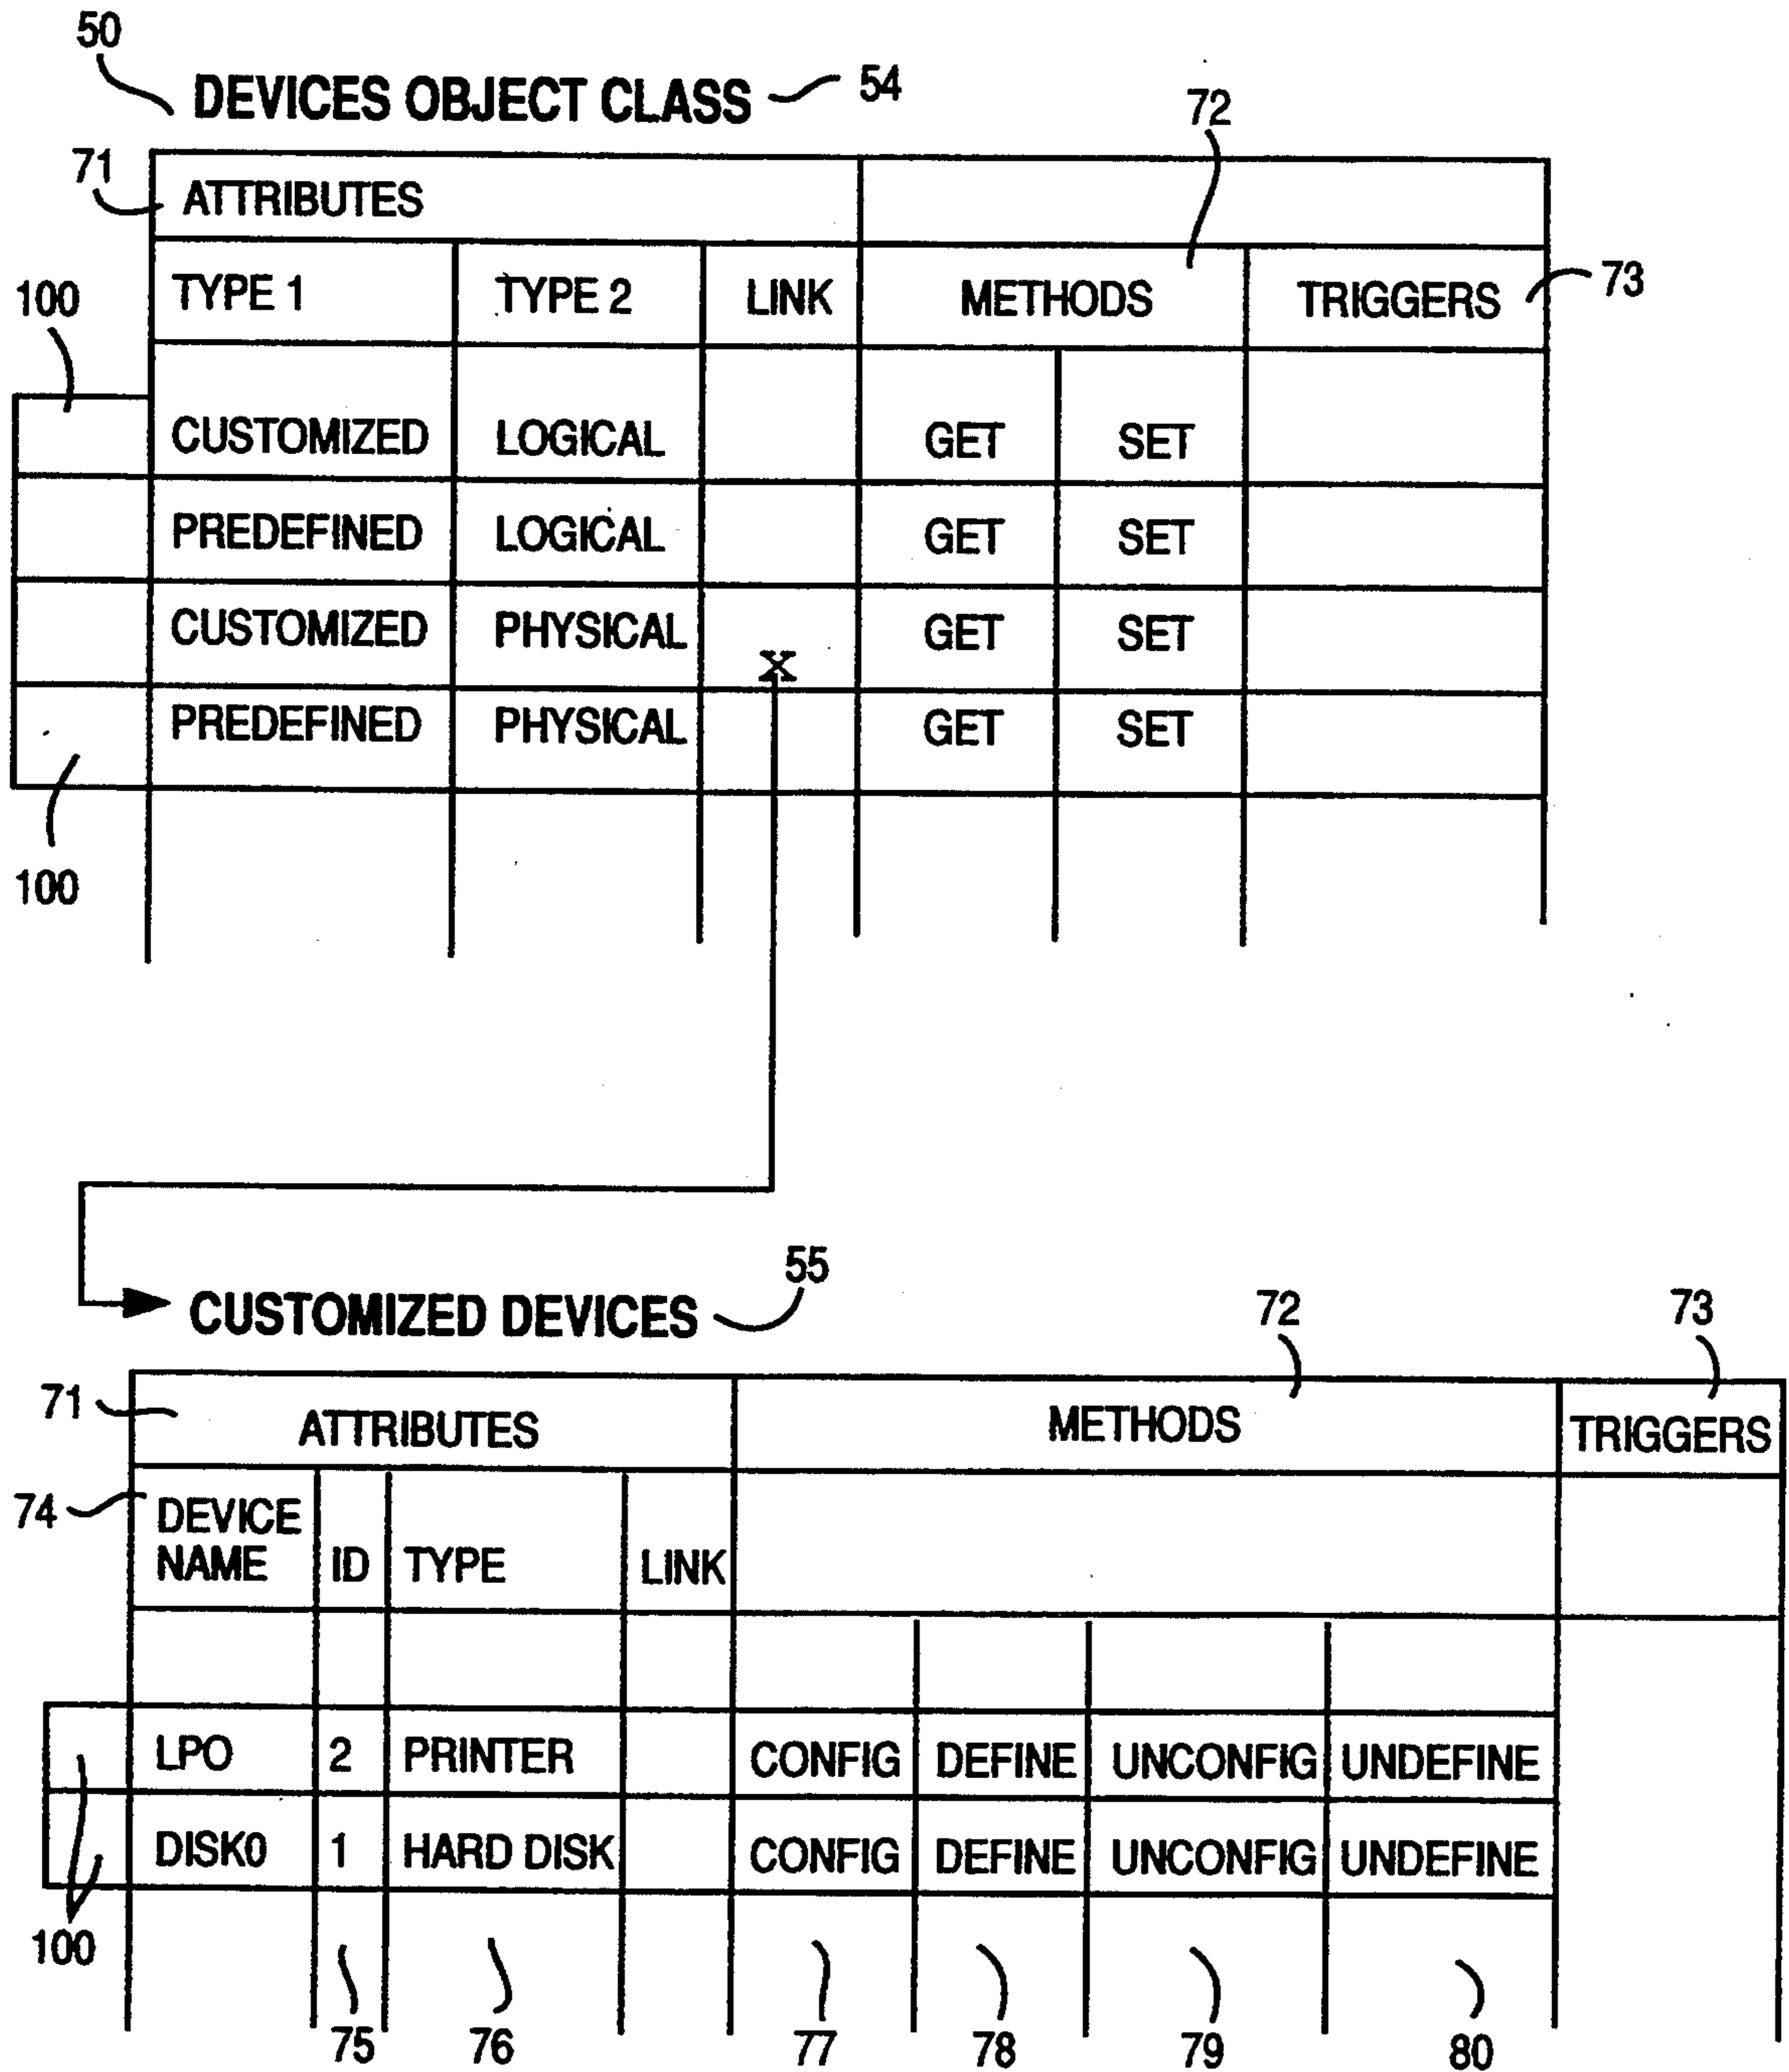 50
DEVICES OBJECT CLASS 54
72
71 ATTRIBUTES
100 TYPE 1 TYPE 2 LINK METHODS TRIGGERS 73
CUSTOMIZED LOGICAL GET SET
PREDEFINED LOGICAL GET SET
CUSTOMIZED PHYSICAL X GET SET
PREDEFINED PHYSICAL GET SET
100
CUSTOMIZED DEVICES 55
72 73
71 ATTRIBUTES METHODS TRIGGERS
74 DEVICE
NAME ID TYPE LINK
LPO 2 PRINTER CONFIG DEFINE UNCONFIG UNDEFINE
DISK0 1 HARD DISK CONFIG DEFINE UNCONFIG UNDEFINE
100
75 76 77 78 79 80